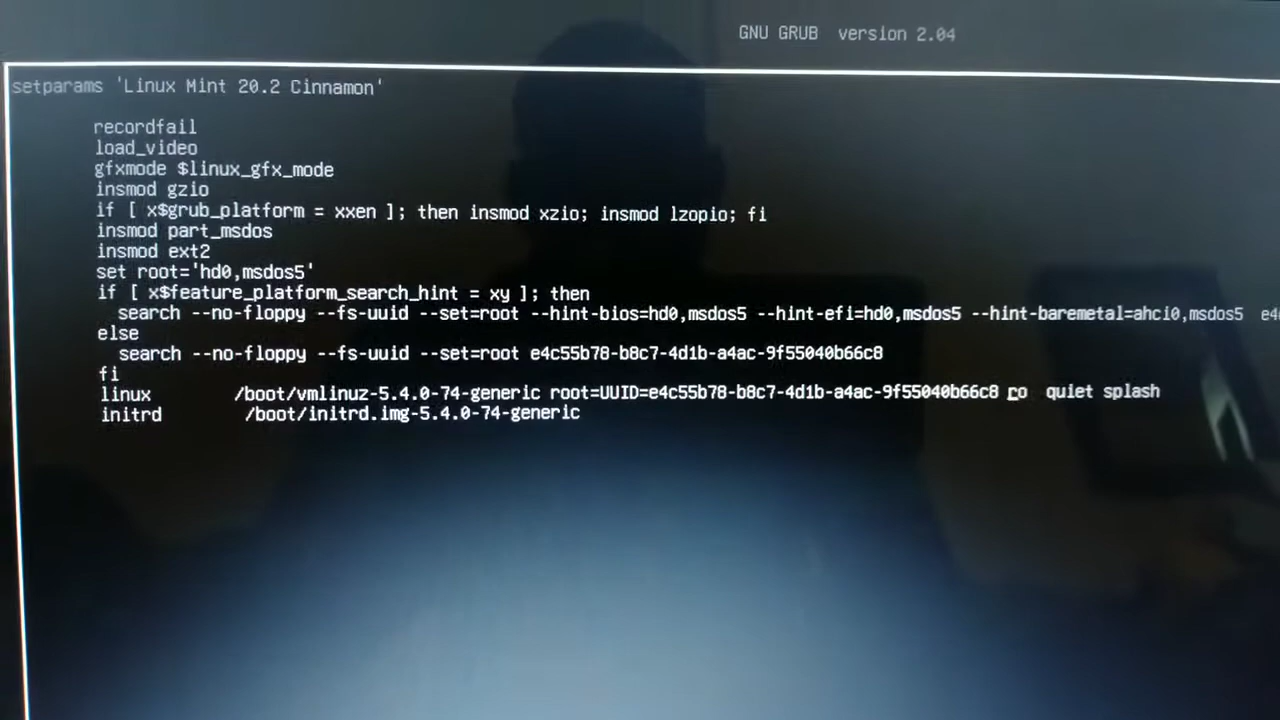 GNU GRUB version 2.04
setparams 'Linux Mint 20.2 Cinnamon'
recordfail
load_video
gfxmode $linux_gfx_mode
insmod gzio
if [ x$grub_platform = xxen ]; then insmod xzio; insmod lzopio; fi
insmod part_msdos
insmod ext2
set root='hd0,msdos5'
if [ x$feature_platform_search_hint = xy ]; then
search --no-floppy --fs-uuid --set=root --hint-bios=hd0,msdos5 --hint-efi=hd0,msdos5 --hint-baremetal=ahci0,msdos5
else
search --no-floppy --fs-uuid --set=root e4c55b78-b8c7-4d1b-a4ac-9f55040b66c8
fi
linux /boot/vmlinuz-5.4.0-74-generic root=UUID=e4c55b78-b8c7-4d1b-a4ac-9f55040b66c8 ro quiet splash
initrd /boot/initrd.img-5.4.0-74-generic